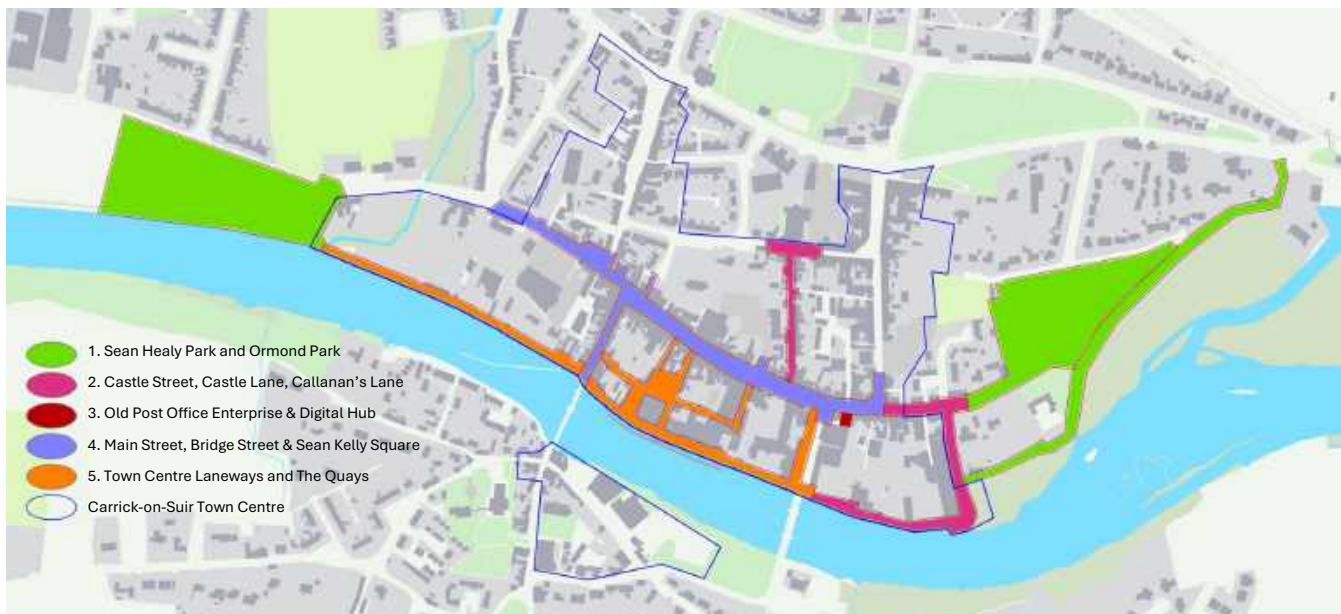 1. Sean Healy Park and Ormond Park
2. Castle Street, Castle Lane, Callanan's Lane
3. Old Post Office Enterprise & Digital Hub
4. Main Street, Bridge Street & Sean Kelly Square
5. Town Centre Laneways and The Quays
Carrick-on-Suir Town Centre